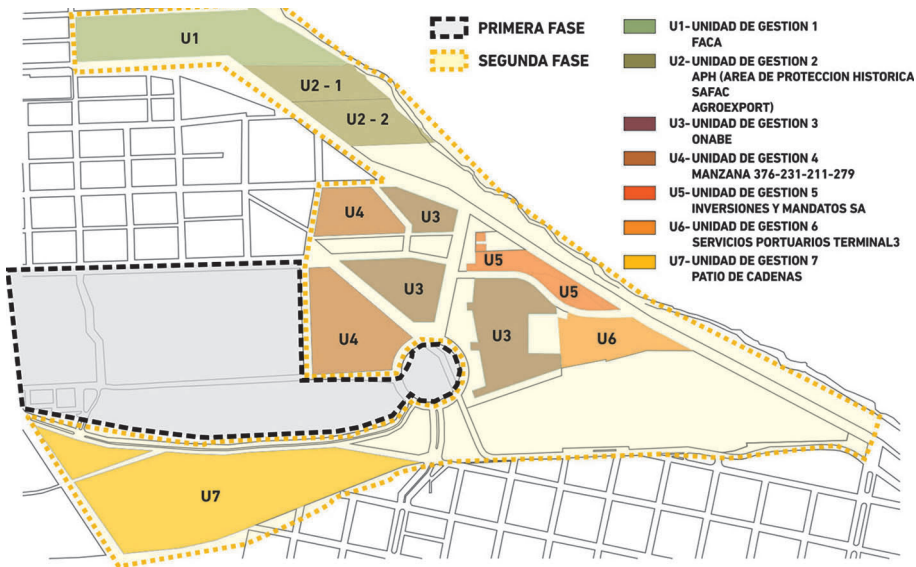 PRIMERA FASE
SEGUNDA FASE
U1-UNIDAD DE GESTION 1
FACA
U2-UNIDAD DE GESTION 2
APH (AREA DE PROTECCION HISTORICA
SAFAC
AGROEXPORT)
U3-UNIDAD DE GESTION 3
ONABE
U4-UNIDAD DE GESTION 4
MANZANA 376-231-211-279
U5-UNIDAD DE GESTION 5
INVERSIONES Y MANDATOS SA
U6-UNIDAD DE GESTION 6
SERVICIOS PORTUARIOS TERMINAL3
U7-UNIDAD DE GESTION 7
PATIO DE CADENAS
U1
U2 - 1
U2 - 2
U4
U3
U5
U3
U5
U4
U3
U6
U7